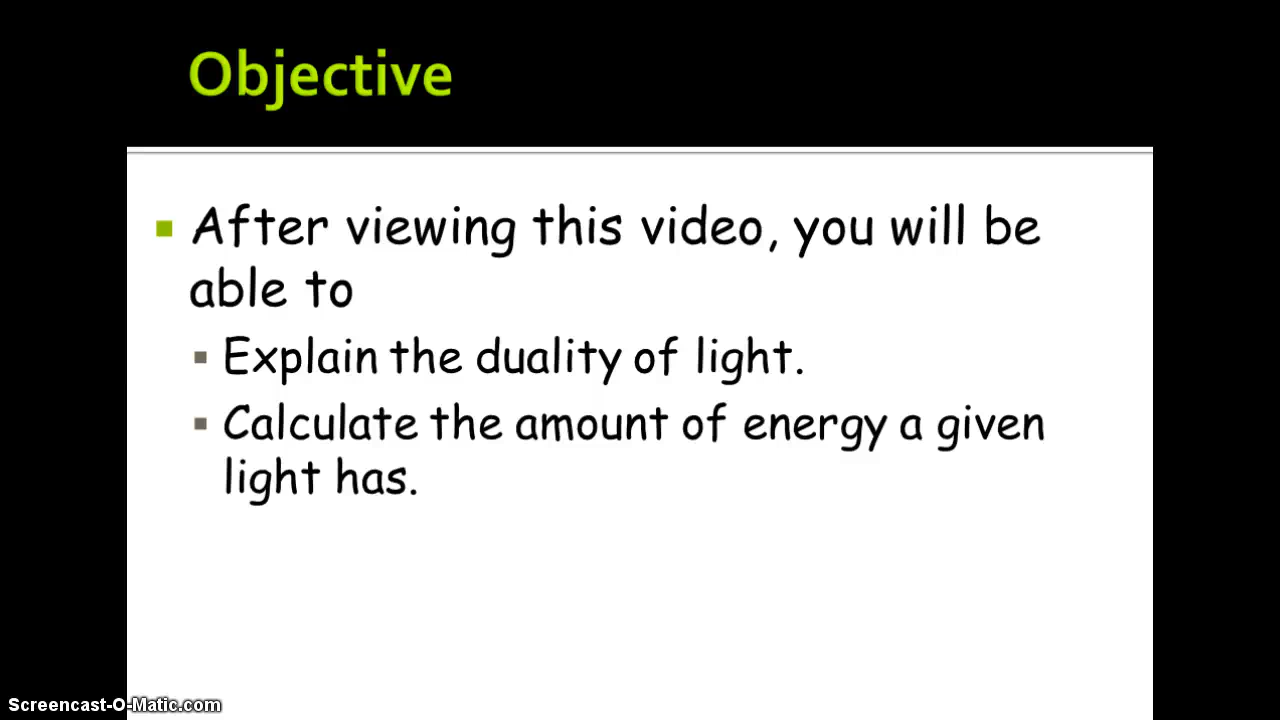 Objective
After viewing this video, you will be
able to
Explain the duality of light.
Calculate the amount of energy a given
light has.
Screencast-O-Matic.com